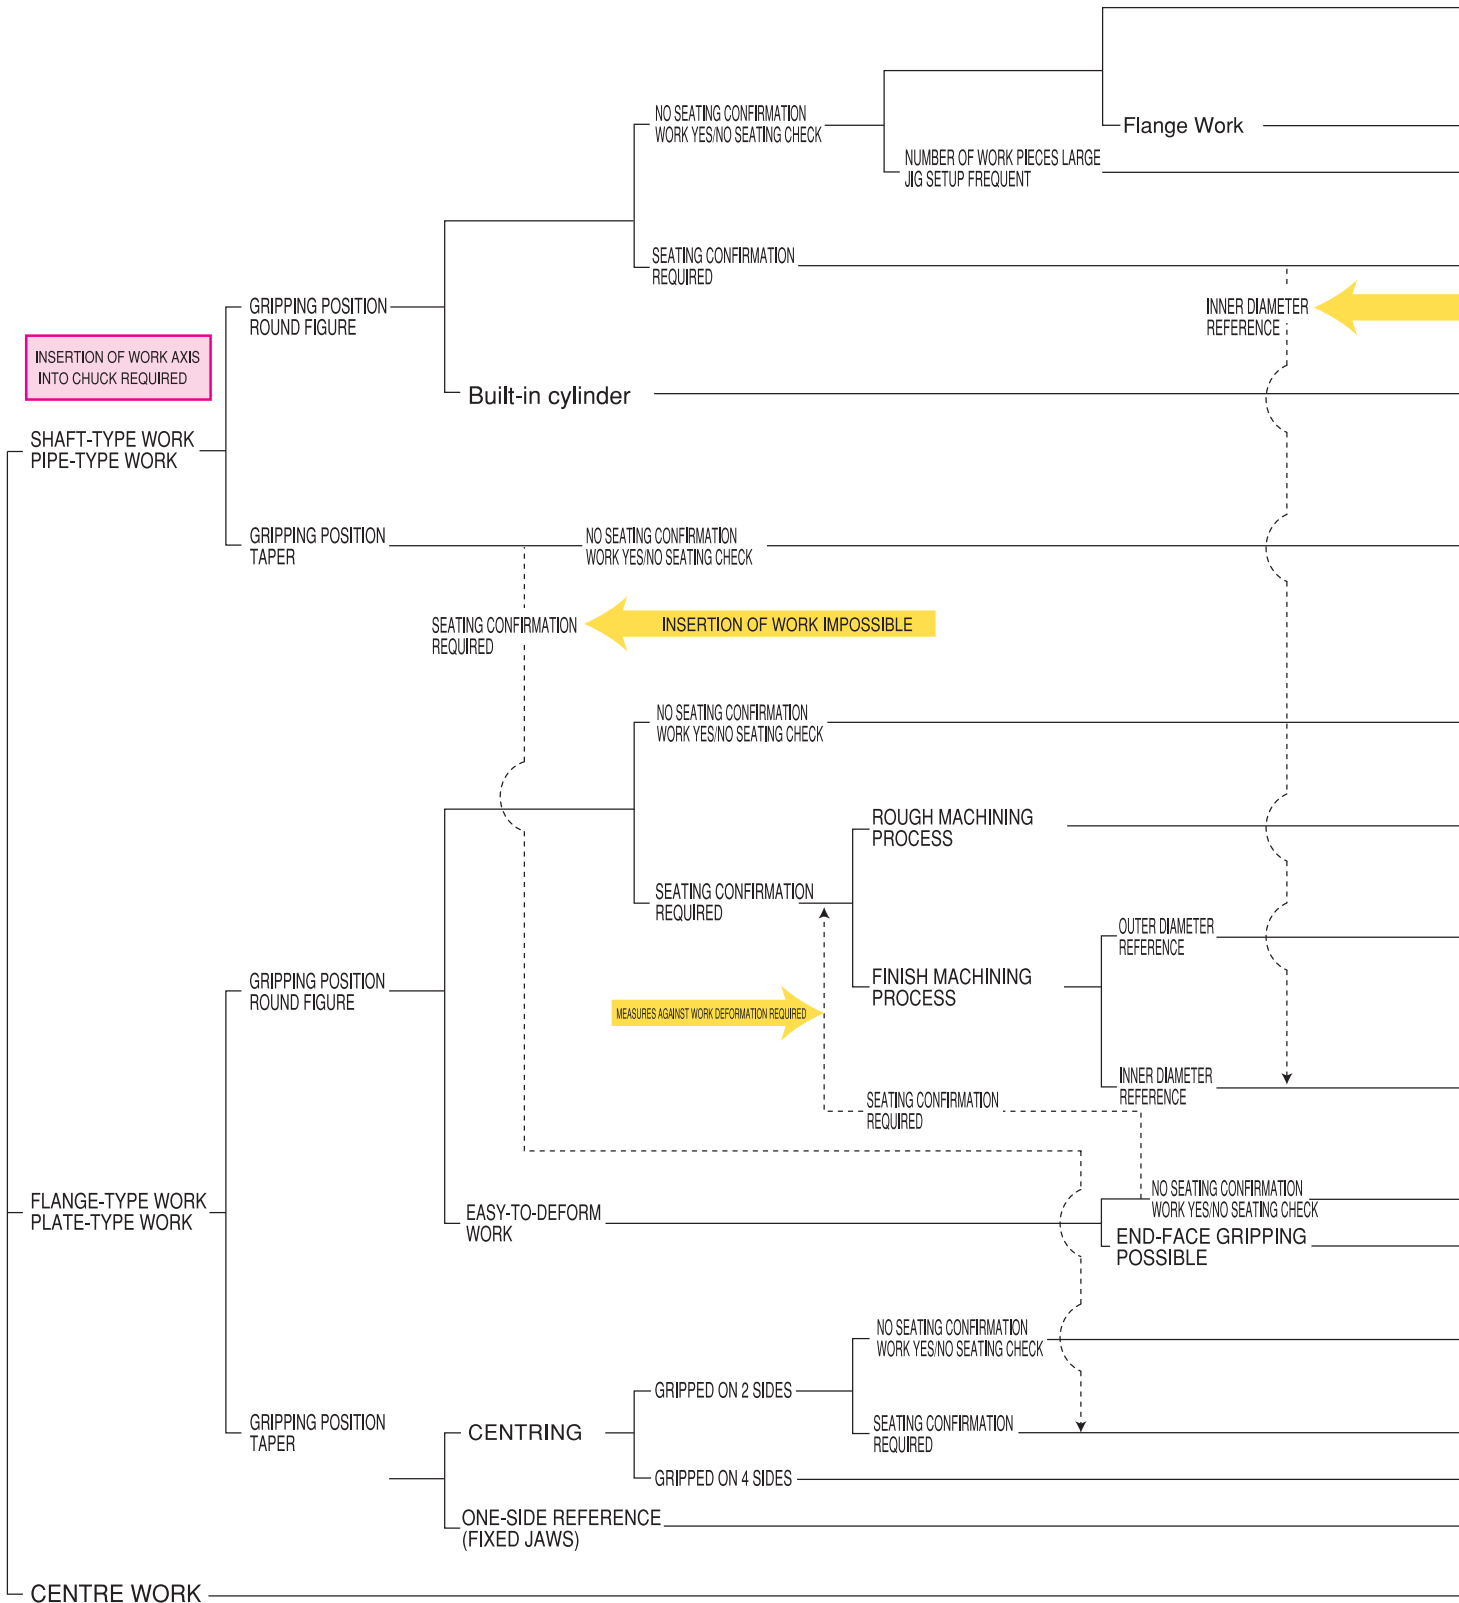 NO SEATING CONFIRMATION
WORK YES/NO SEATING CHECK
Flange Work
NUMBER OF WORK PIECES LARGE
JIG SETUP FREQUENT
SEATING CONFIRMATION
REQUIRED
GRIPPING POSITION
ROUND FIGURE
INNER DIAMETER
REFERENCE
INSERTION OF WORK AXIS
INTO CHUCK REQUIRED
Built-in cylinder
SHAFT-TYPE WORK
PIPE-TYPE WORK
GRIPPING POSITION
TAPER
NO SEATING CONFIRMATION
WORK YES/NO SEATING CHECK
SEATING CONFIRMATION
REQUIRED
INSERTION OF WORK IMPOSSIBLE
NO SEATING CONFIRMATION
WORK YES/NO SEATING CHECK
ROUGH MACHINING
PROCESS
SEATING CONFIRMATION
REQUIRED
OUTER DIAMETER
REFERENCE
GRIPPING POSITION
ROUND FIGURE
FINISH MACHINING
PROCESS
MEASURES AGAINST WORK DEFORMATION REQUIRED
INNER DIAMETER
REFERENCE
SEATING CONFIRMATION
REQUIRED
FLANGE-TYPE WORK
PLATE-TYPE WORK
EASY-TO-DEFORM
WORK
NO SEATING CONFIRMATION
WORK YES/NO SEATING CHECK
END-FACE GRIPPING
POSSIBLE
NO SEATING CONFIRMATION
WORK YES/NO SEATING CHECK
GRIPPED ON 2 SIDES
GRIPPING POSITION
TAPER
CENTRING
SEATING CONFIRMATION
REQUIRED
GRIPPED ON 4 SIDES
ONE-SIDE REFERENCE
(FIXED JAWS)
CENTRE WORK